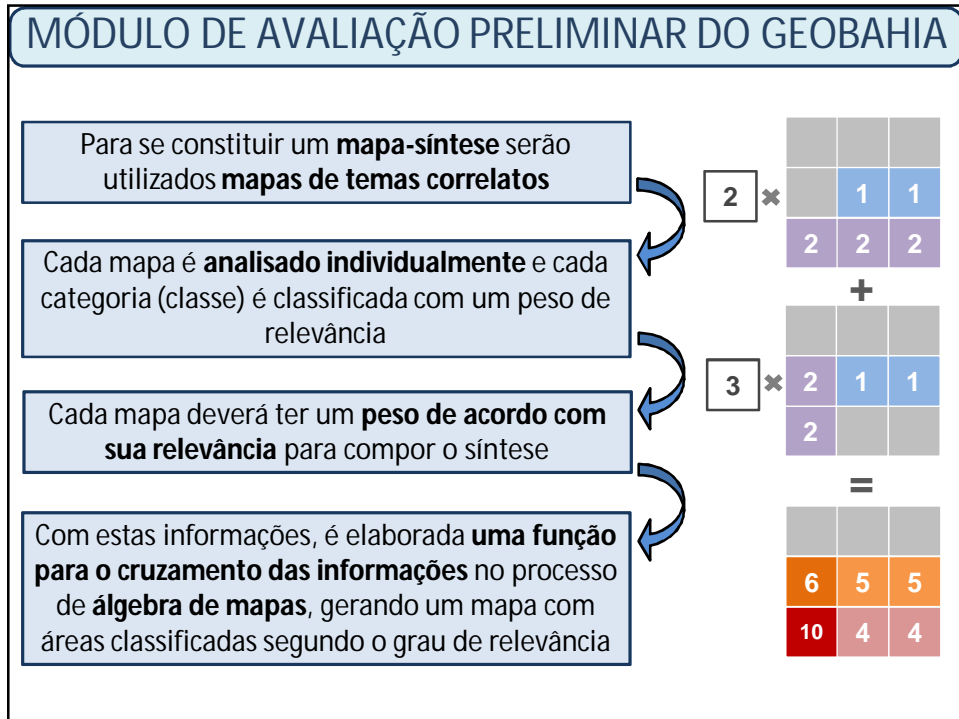 MÓDULO DE AVALIAÇÃO PRELIMINAR DO GEOBAHIA
Para se constituir um mapa-síntese serão
utilizados mapas de temas correlatos
Cada mapa é analisado individualmente e cada
categoria (classe) é classificada com um peso de
relevância
Cada mapa deverá ter um peso de acordo com
sua relevância para compor o síntese
Com estas informações, é elaborada uma função
para o cruzamento das informações no processo
de álgebra de mapas, gerando um mapa com
áreas classificadas segundo o grau de relevância
2 × 1 1
2 2 2
+
3 × 2 1 1
2
=
6 5 5
10 4 4